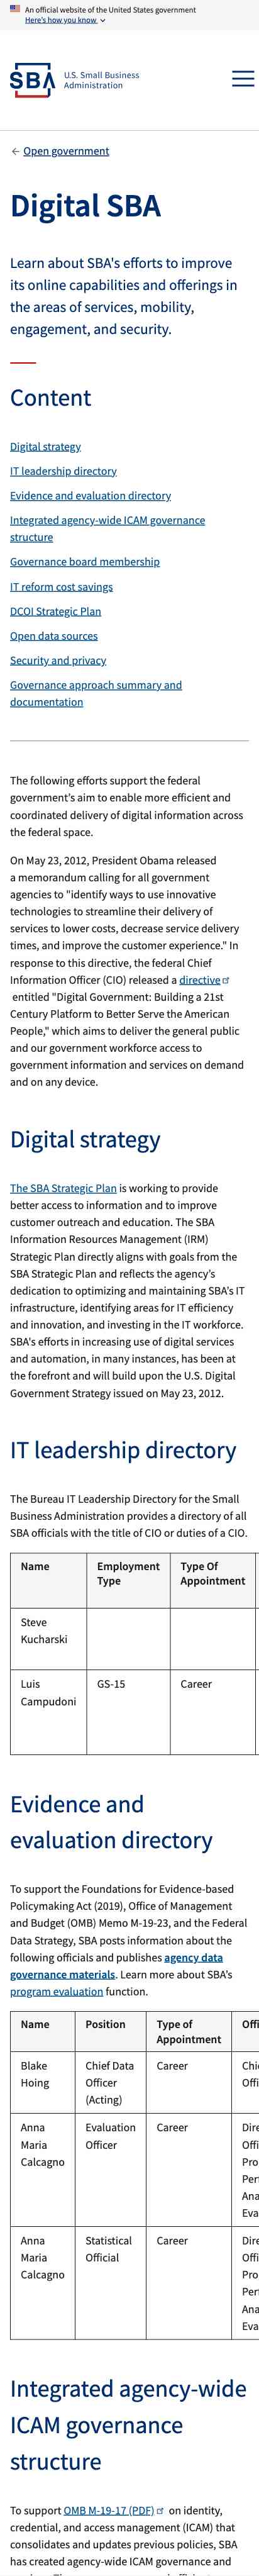 An official website of the United States government
Here's how you know
SBA
U.S. Small Business
Administration
Open government
Digital SBA
Learn about SBA's efforts to improve
its online capabilities and offerings in
the areas of services, mobility,
engagement, and security.
Content
Digital strategy
IT leadership directory
Evidence and evaluation directory
Integrated agency-wide ICAM governance
structure
Governance board membership
IT reform cost savings
DCOI Strategic Plan
Open data sources
Security and privacy
Governance approach summary and
documentation
The following efforts support the federal
government's aim to enable more efficient and
coordinated delivery of digital information across
the federal space.
On May 23, 2012, President Obama released
a memorandum calling for all government
agencies to "identify ways to use innovative
technologies to streamline their delivery of
services to lower costs, decrease service delivery
times, and improve the customer experience." In
response to this directive, the federal Chief
Information Officer (CIO) released a directive
entitled "Digital Government: Building a 21st
Century Platform to Better Serve the American
People," which aims to deliver the general public
and our government workforce access to
government information and services on demand
and on any device.
Digital strategy
The SBA Strategic Plan is working to provide
better access to information and to improve
customer outreach and education. The SBA
Information Resources Management (IRM)
Strategic Plan directly aligns with goals from the
SBA Strategic Plan and reflects the agency's
dedication to optimizing and maintaining SBA's IT
infrastructure, identifying areas for IT efficiency
and innovation, and investing in the IT workforce.
SBA's efforts in increasing use of digital services
and automation, in many instances, has been at
the forefront and will build upon the U.S. Digital
Government Strategy issued on May 23, 2012.
IT leadership directory
The Bureau IT Leadership Directory for the Small
Business Administration provides a directory of all
SBA officials with the title of CIO or duties of a CIO.
Name Employment Type Type Of Appointment
Steve Kucharski
Luis Campudoni GS-15 Career
Evidence and
evaluation directory
To support the Foundations for Evidence-based
Policymaking Act (2019), Office of Management
and Budget (OMB) Memo M-19-23, and the Federal
Data Strategy, SBA posts information about the
following officials and publishes agency data
governance materials. Learn more about SBA's
program evaluation function.
Name Position Type of Appointment Offi
Blake Hoing Chief Data Officer (Acting) Career Chi Offi
Anna Maria Calcagno Evaluation Officer Career Dire Offi Pro Per Ana Eva
Anna Maria Calcagno Statistical Official Career Dire Offi Pro Per Ana Eva
Integrated agency-wide
ICAM governance
structure
To support OMB M-19-17 (PDF) on identity,
credential, and access management (ICAM) that
consolidates and updates previous policies, SBA
has created agency-wide ICAM governance and